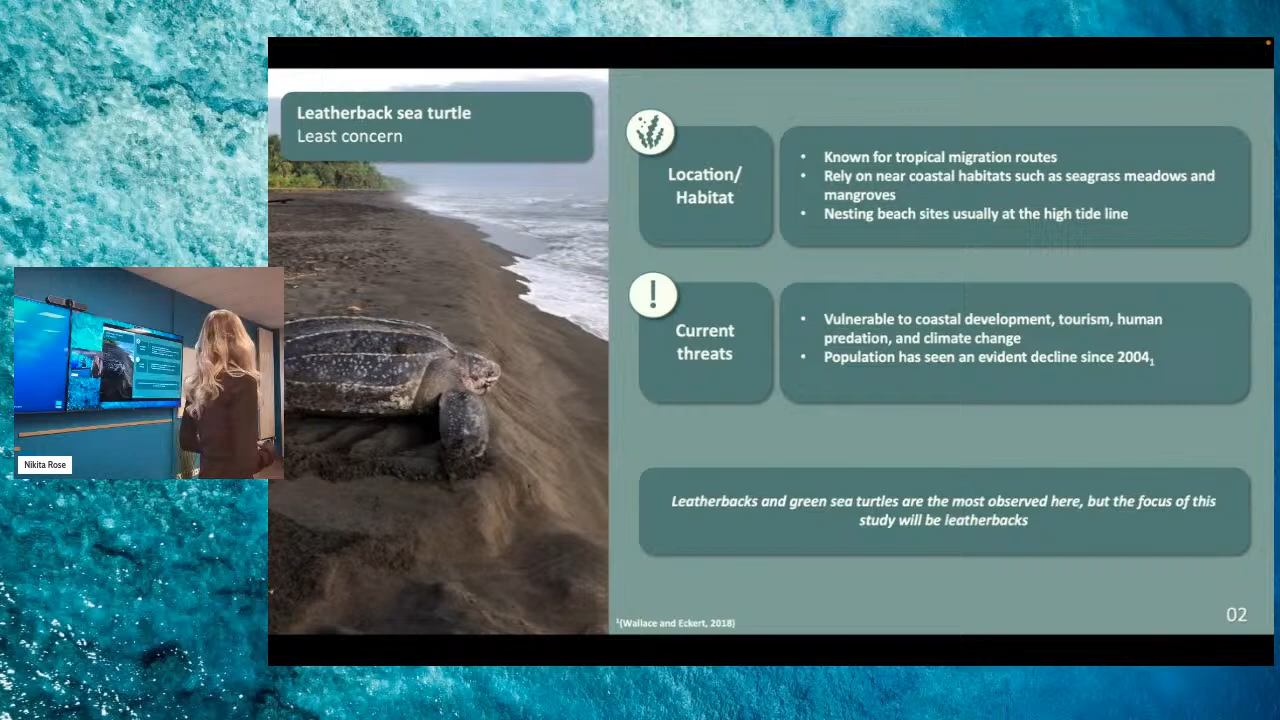 Leatherback sea turtle
Least concern
Location/
Habitat
• Known for tropical migration routes
• Rely on near coastal habitats such as seagrass meadows and
mangroves
• Nesting beach sites usually at the high tide line
!
Current
threats
• Vulnerable to coastal development, tourism, human
predation, and climate change
• Population has seen an evident decline since 2004₁
Leatherbacks and green sea turtles are the most observed here, but the focus of this
study will be leatherbacks
¹(Wallace and Eckert, 2018)
02
Nikita Rose